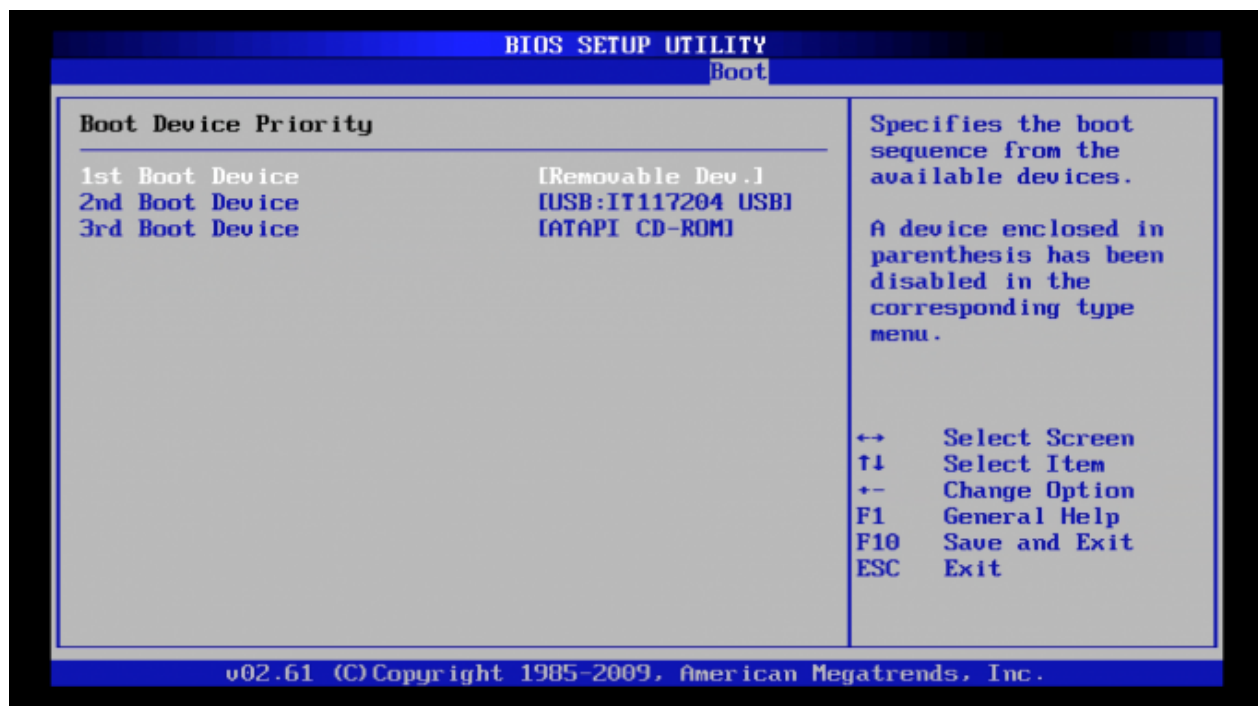 BIOS SETUP UTILITY
Boot
Boot Device Priority
1st Boot Device [Removable Dev.]
2nd Boot Device [USB:IT117204 USB]
3rd Boot Device [ATAPI CD-ROM]
Specifies the boot
sequence from the
available devices.
A device enclosed in
parenthesis has been
disabled in the
corresponding type
menu.
←→ Select Screen
↑↓ Select Item
+- Change Option
F1 General Help
F10 Save and Exit
ESC Exit
v02.61 (C)Copyright 1985-2009, American Megatrends, Inc.